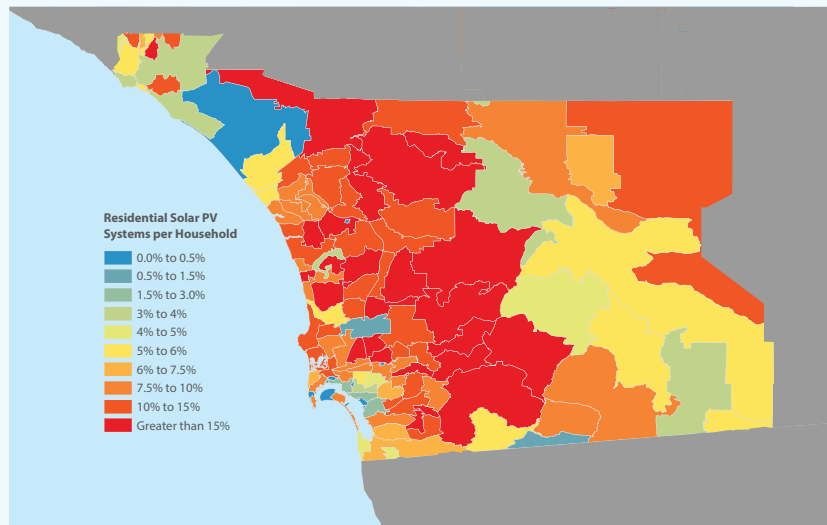 Residential Solar PV
Systems per Household
0.0% to 0.5%
0.5% to 1.5%
1.5% to 3.0%
3% to 4%
4% to 5%
5% to 6%
6% to 7.5%
7.5% to 10%
10% to 15%
Greater than 15%